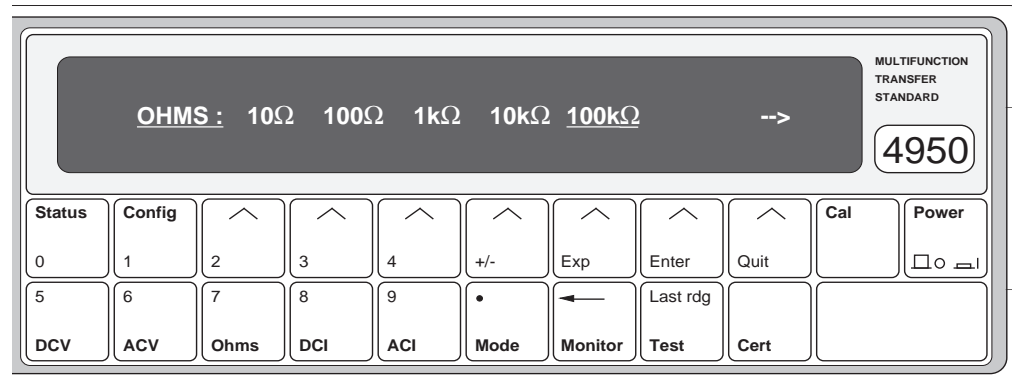 MULTIFUNCTION
TRANSFER
STANDARD
OHMS : 10Ω 100Ω 1kΩ 10kΩ 100kΩ -->
4950
Status Config Cal Power
0 1 2 3 4 +/- Exp Enter Quit
5 6 7 8 9 • Last rdg
DCV ACV Ohms DCI ACI Mode Monitor Test Cert